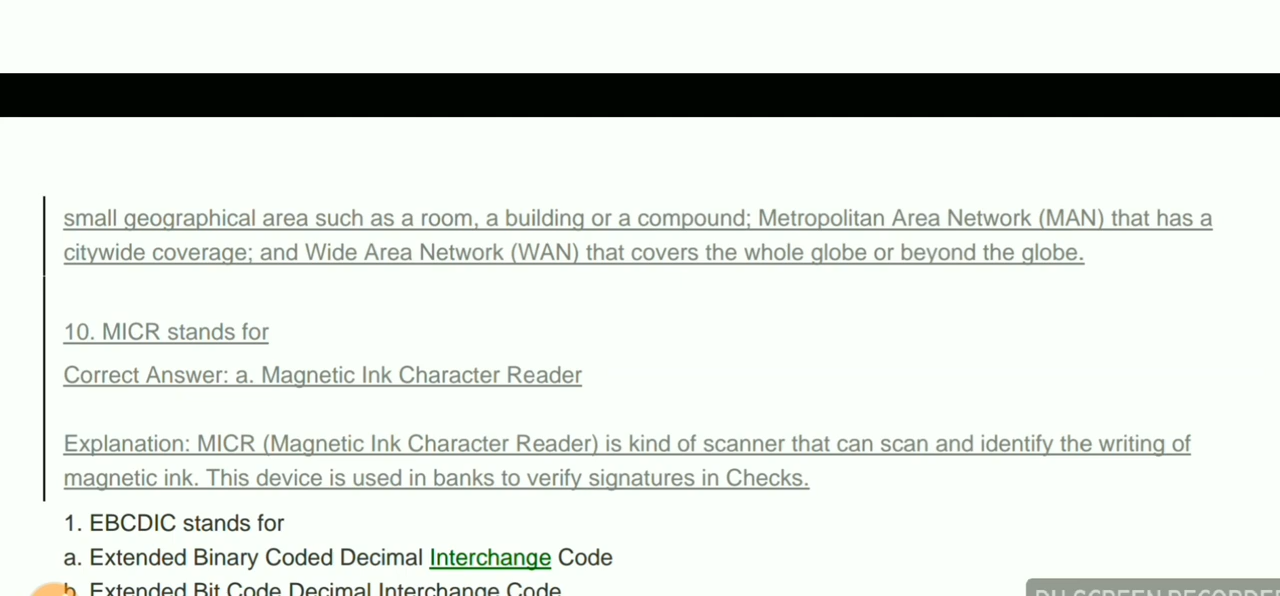 small geographical area such as a room, a building or a compound; Metropolitan Area Network (MAN) that has a
citywide coverage; and Wide Area Network (WAN) that covers the whole globe or beyond the globe.
10. MICR stands for
Correct Answer: a. Magnetic Ink Character Reader
Explanation: MICR (Magnetic Ink Character Reader) is kind of scanner that can scan and identify the writing of
magnetic ink. This device is used in banks to verify signatures in Checks.
1. EBCDIC stands for
a. Extended Binary Coded Decimal Interchange Code
b. Extended Bit Code Decimal Interchange Code
DU SCREEN RECORDER